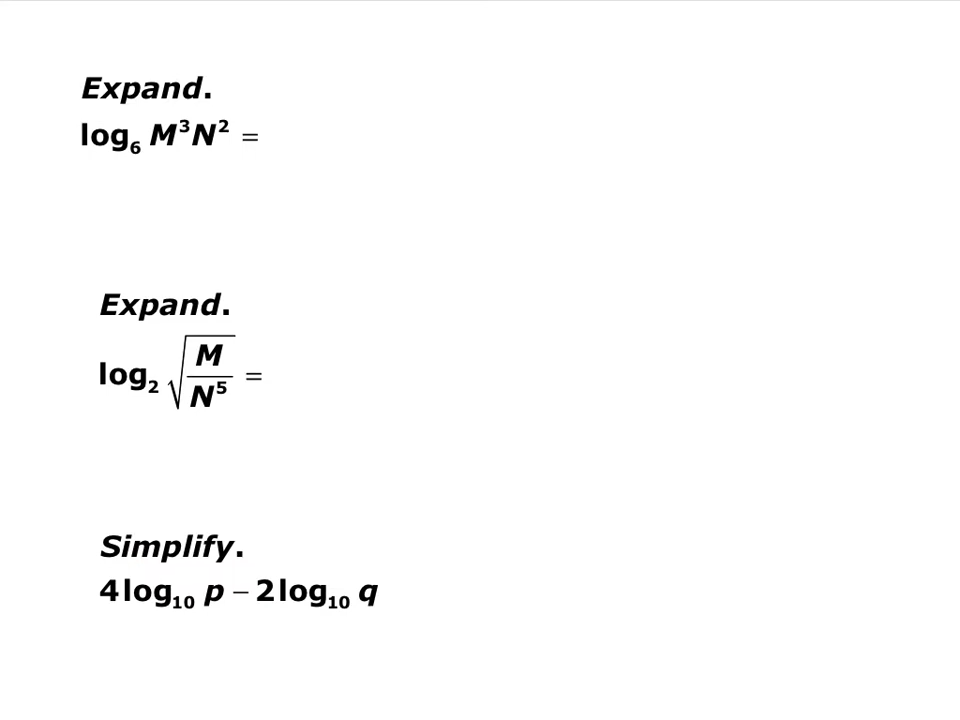 Expand.
log₆ M³N² =
Expand.
log₂ √(M/N⁵) =
Simplify.
4log₁₀ p − 2log₁₀ q